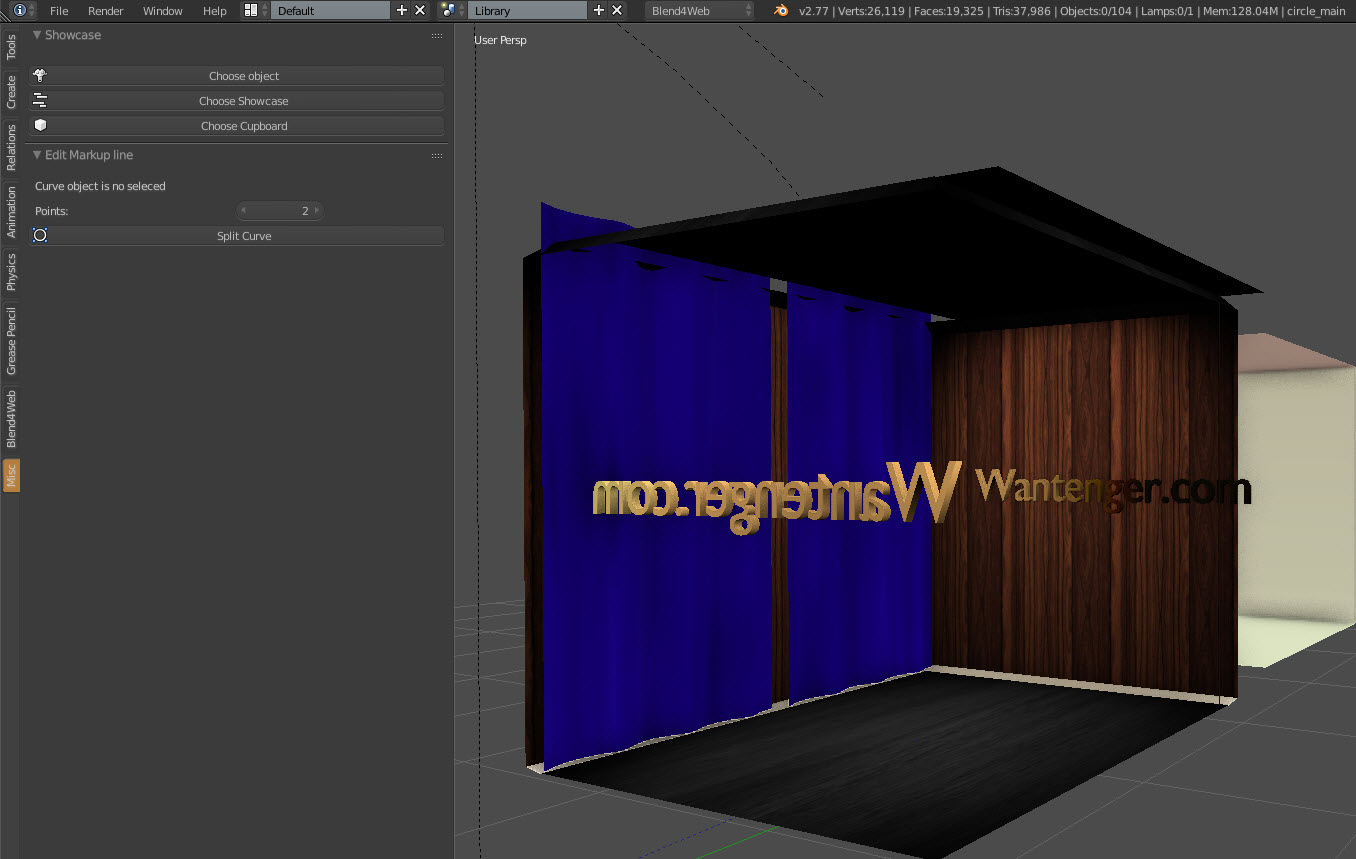 File Render Window Help Default Library Blend4Web v2.77 | Verts:26,119 | Faces:19,325 | Tris:37,986 | Objects:0/104 | Lamps:0/1 | Mem:128.04M | circle_main
Tools
Create
Relations
Animation
Physics
Grease Pencil
Blend4Web
Misc
Showcase
Choose object
Choose Showcase
Choose Cupboard
Edit Markup line
Curve object is no seleced
Points: 2
Split Curve
User Persp
Wantenger.com
Wantenger.com